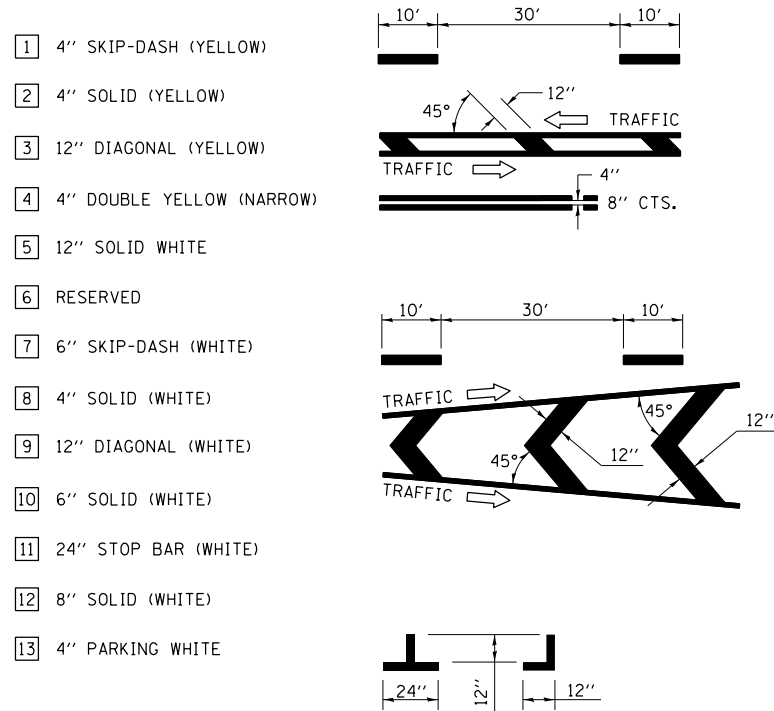 10' 30' 10'
1 4" SKIP-DASH (YELLOW)
2 4" SOLID (YELLOW)
45° 12" TRAFFIC
3 12" DIAGONAL (YELLOW)
TRAFFIC
4"
4 4" DOUBLE YELLOW (NARROW)
8" CTS.
5 12" SOLID WHITE
6 RESERVED
10' 30' 10'
7 6" SKIP-DASH (WHITE)
8 4" SOLID (WHITE)
TRAFFIC
45° 12"
9 12" DIAGONAL (WHITE)
45° 12"
10 6" SOLID (WHITE)
TRAFFIC
11 24" STOP BAR (WHITE)
12 8" SOLID (WHITE)
13 4" PARKING WHITE
24" 12" 12"